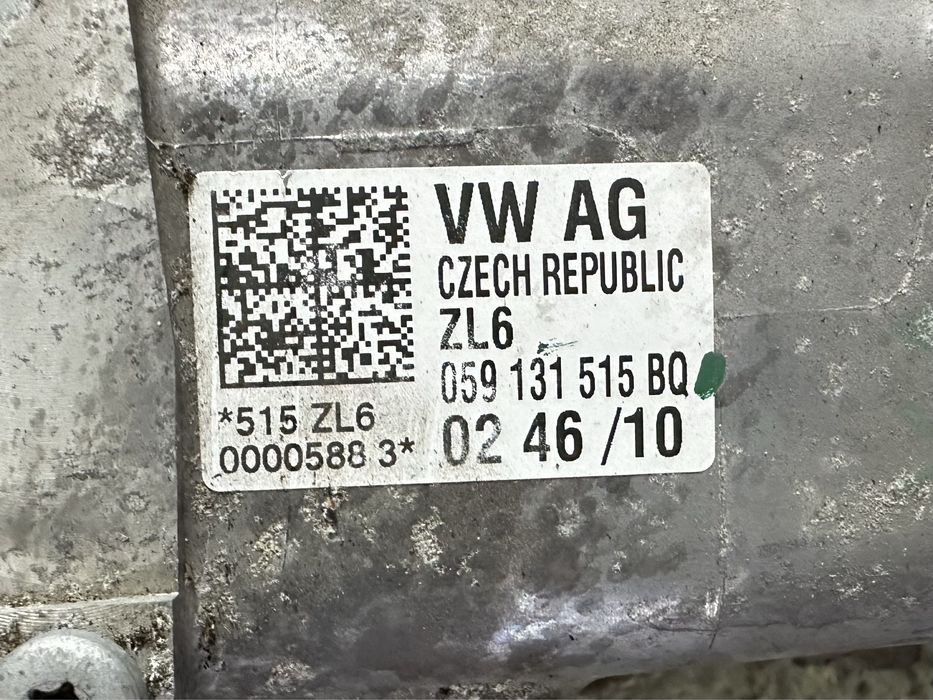 VW AG
CZECH REPUBLIC
ZL6
059 131 515 BQ
02 46 /10
*515 ZL6
0000588 3*